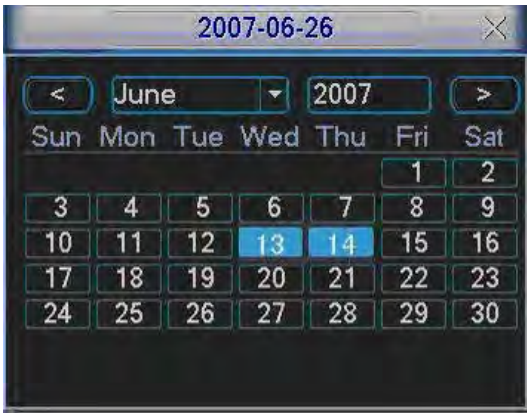 2007-06-26
< June 2007 >
Sun Mon Tue Wed Thu Fri Sat
1 2
3 4 5 6 7 8 9
10 11 12 13 14 15 16
17 18 19 20 21 22 23
24 25 26 27 28 29 30